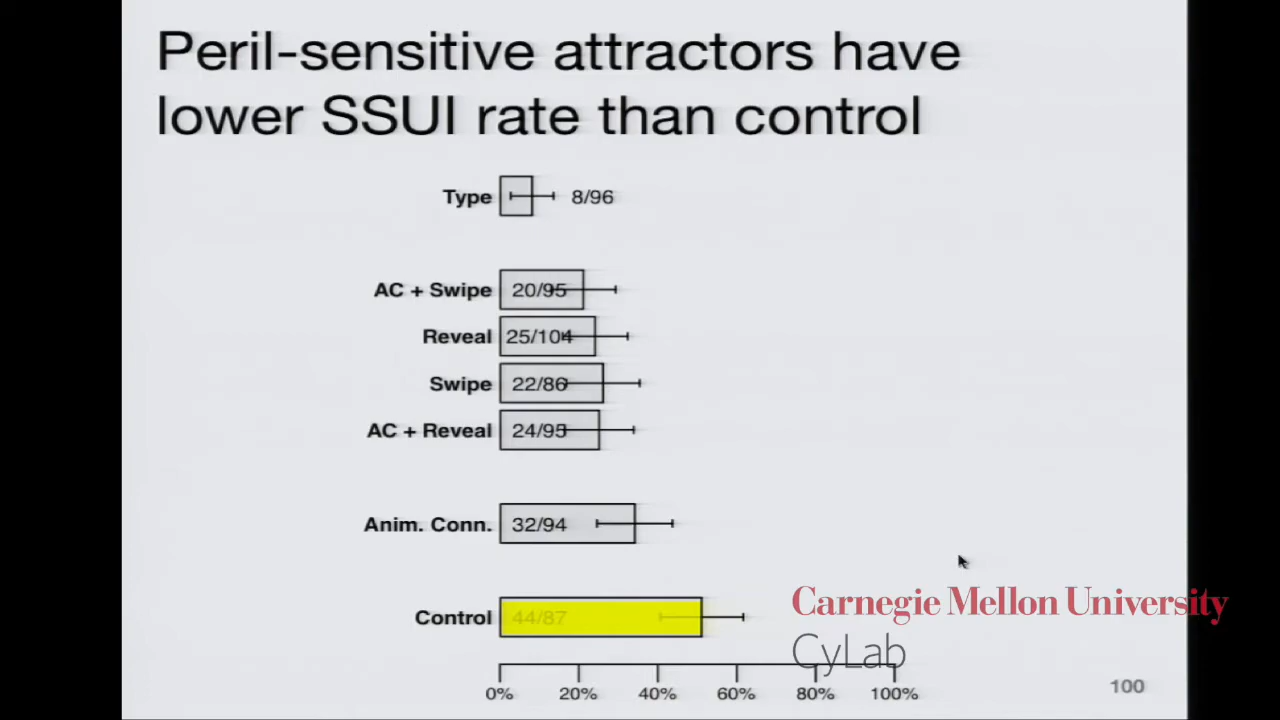 Peril-sensitive attractors have
lower SSUI rate than control
Type 8/96
AC + Swipe 20/95
Reveal 25/104
Swipe 22/86
AC + Reveal 24/95
Anim. Conn. 32/94
Control 44/87
Carnegie Mellon University
CyLab
0% 20% 40% 60% 80% 100%
100